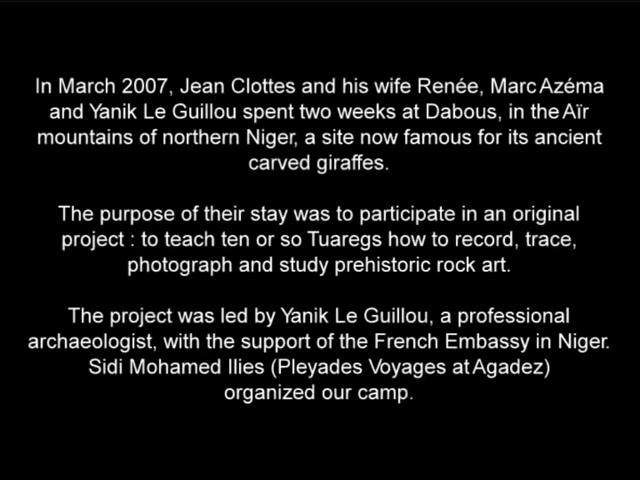 In March 2007, Jean Clottes and his wife Renée, Marc Azéma
and Yanik Le Guillou spent two weeks at Dabous, in the Aïr
mountains of northern Niger, a site now famous for its ancient
carved giraffes.
The purpose of their stay was to participate in an original
project : to teach ten or so Tuaregs how to record, trace,
photograph and study prehistoric rock art.
The project was led by Yanik Le Guillou, a professional
archaeologist, with the support of the French Embassy in Niger.
Sidi Mohamed Ilies (Pleyades Voyages at Agadez)
organized our camp.